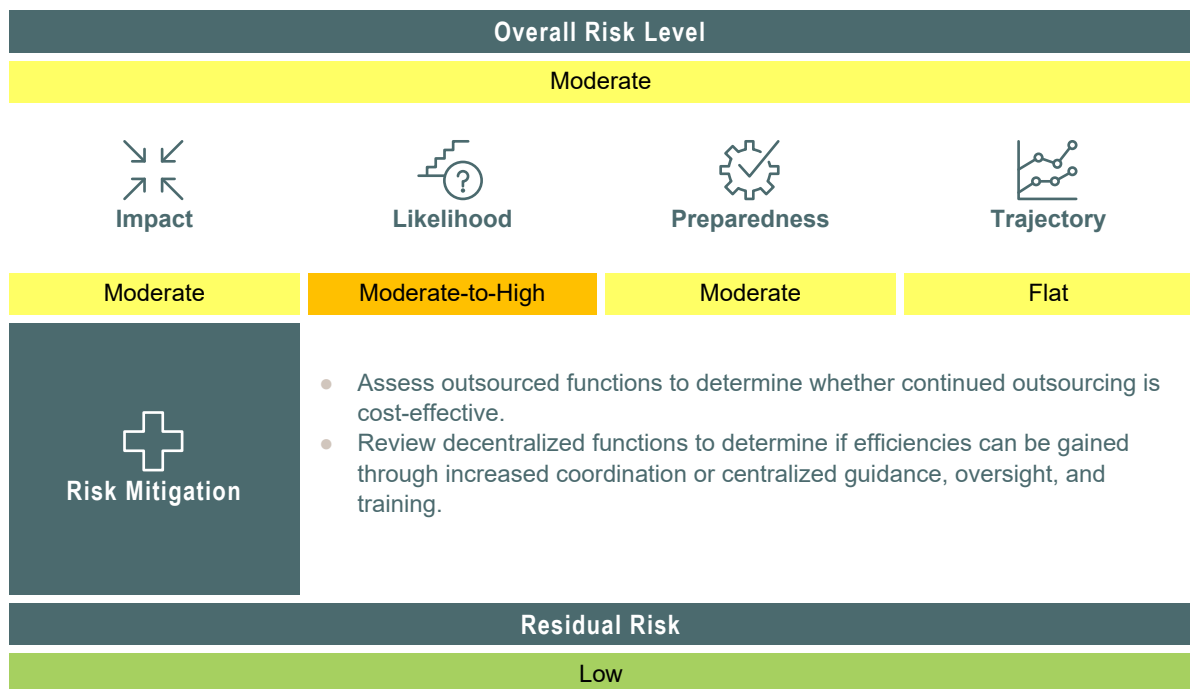 Overall Risk Level
Moderate
Impact
Likelihood
Preparedness
Trajectory
Moderate
Moderate-to-High
Moderate
Flat
Risk Mitigation
● Assess outsourced functions to determine whether continued outsourcing is
cost-effective.
● Review decentralized functions to determine if efficiencies can be gained
through increased coordination or centralized guidance, oversight, and
training.
Residual Risk
Low